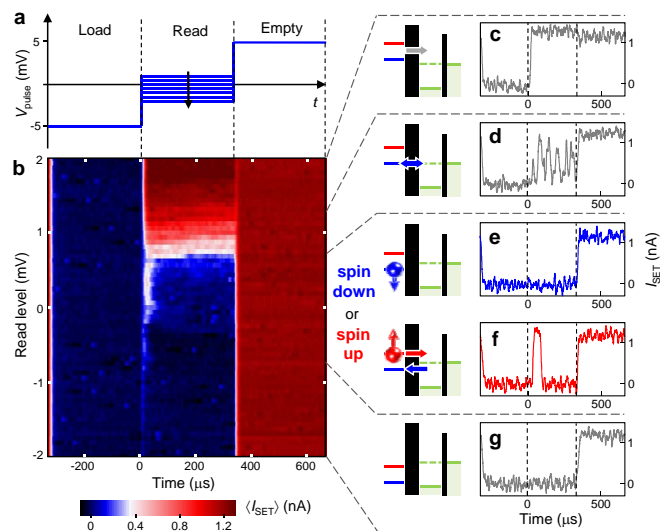 a
Load
Read
Empty
V_pulse (mV)
5
0
-5
t
b
Read level (mV)
2
1
0
-1
-2
-200
0
200
400
600
Time (μs)
⟨I_SET⟩ (nA)
0
0.4
0.8
1.2
spin
down
or
spin
up
c
1
0
0
500
d
1
0
e
1
0
I_SET (nA)
f
1
0
0
500
g
1
0
0
500
Time (μs)